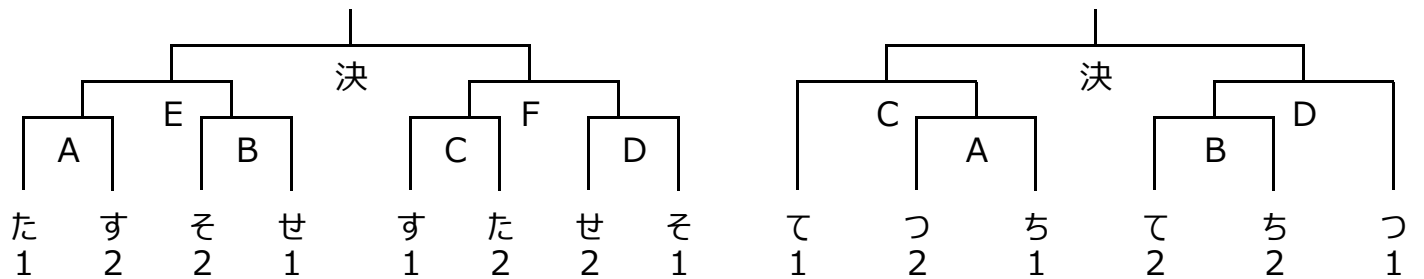 決 決
E F C D
A B C D A B
た す そ せ す た せ そ て つ ち て ち つ
1 2 2 1 1 2 2 1 1 2 1 2 2 1